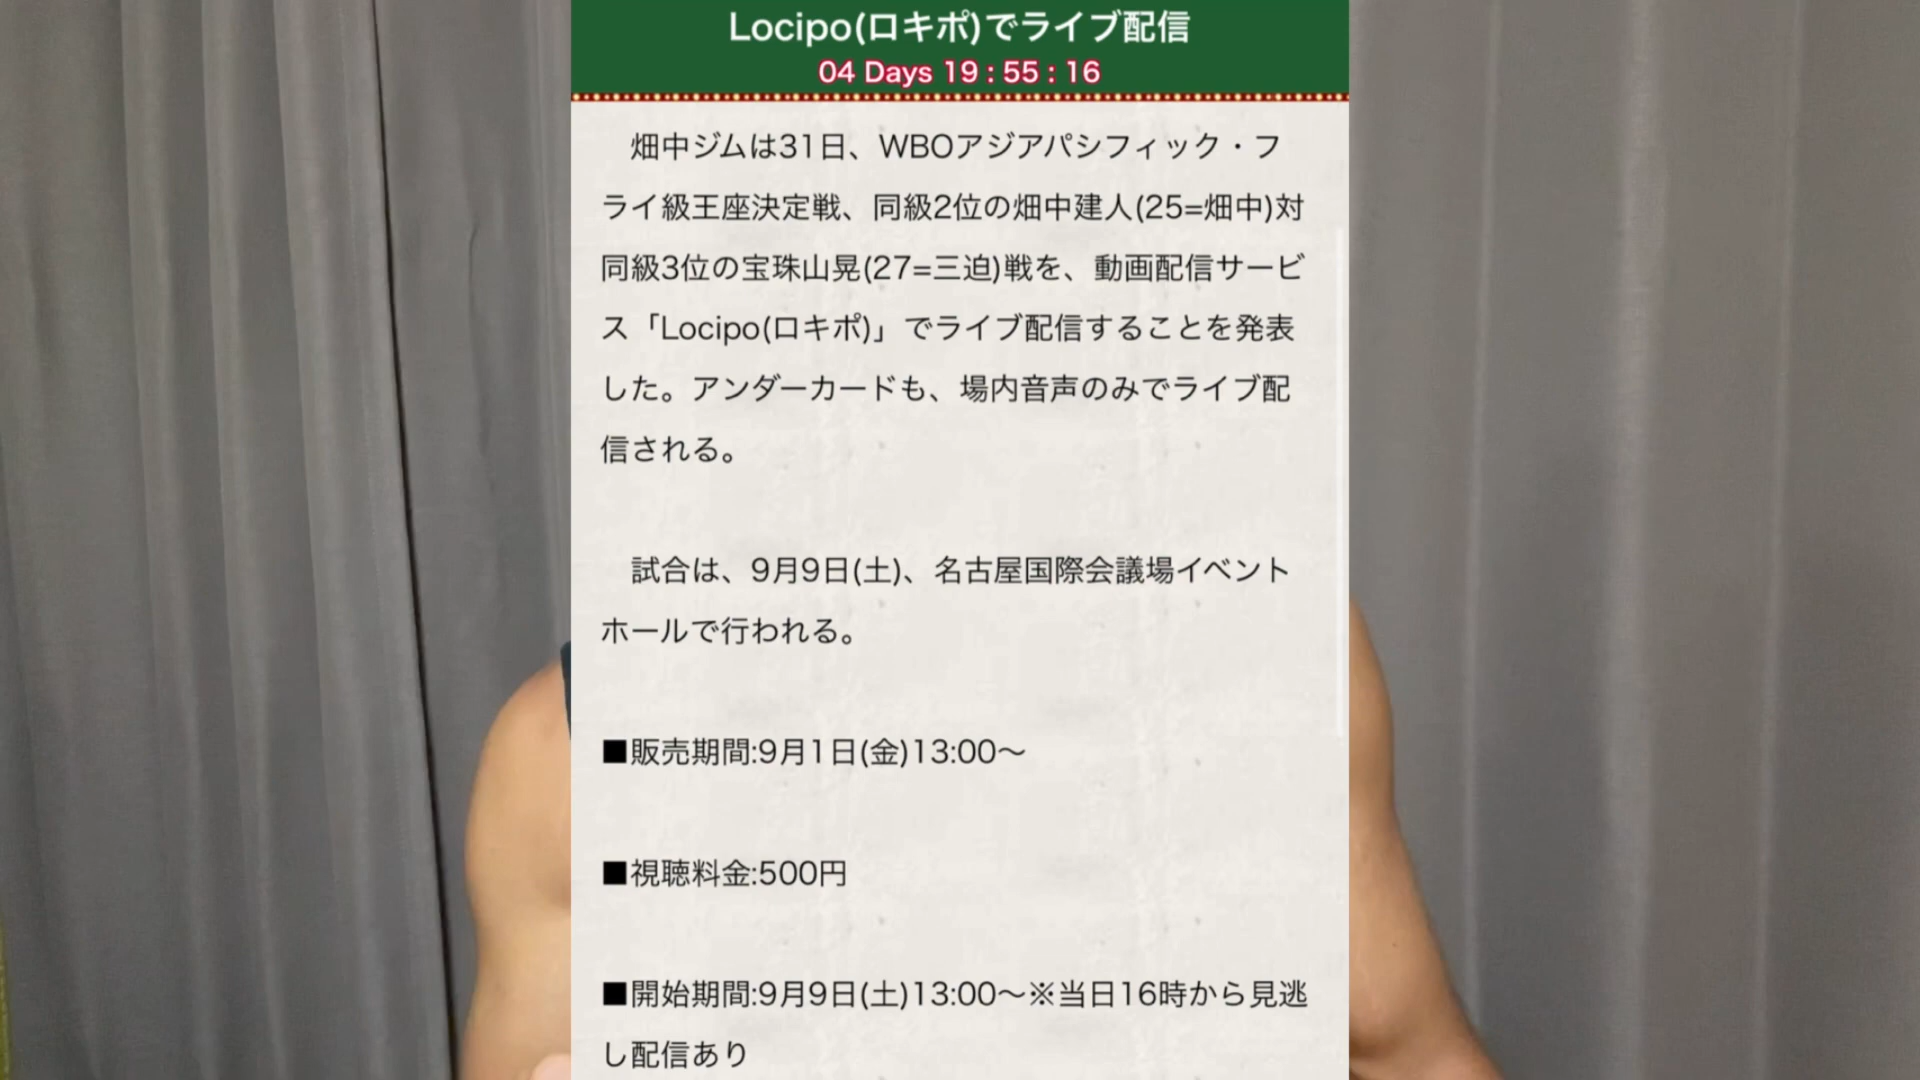 Locipo(ロキポ)でライブ配信
04 Days 19 : 55 : 16
畑中ジムは31日、WBOアジアパシフィック・フ
ライ級王座決定戦、同級2位の畑中建人(25=畑中)対
同級3位の宝珠山晃(27=三迫)戦を、動画配信サービ
ス「Locipo(ロキポ)」でライブ配信することを発表
した。アンダーカードも、場内音声のみでライブ配
信される。
試合は、9月9日(土)、名古屋国際会議場イベント
ホールで行われる。
■販売期間:9月1日(金)13:00〜
■視聴料金:500円
■開始期間:9月9日(土)13:00〜※当日16時から見逃
し配信あり